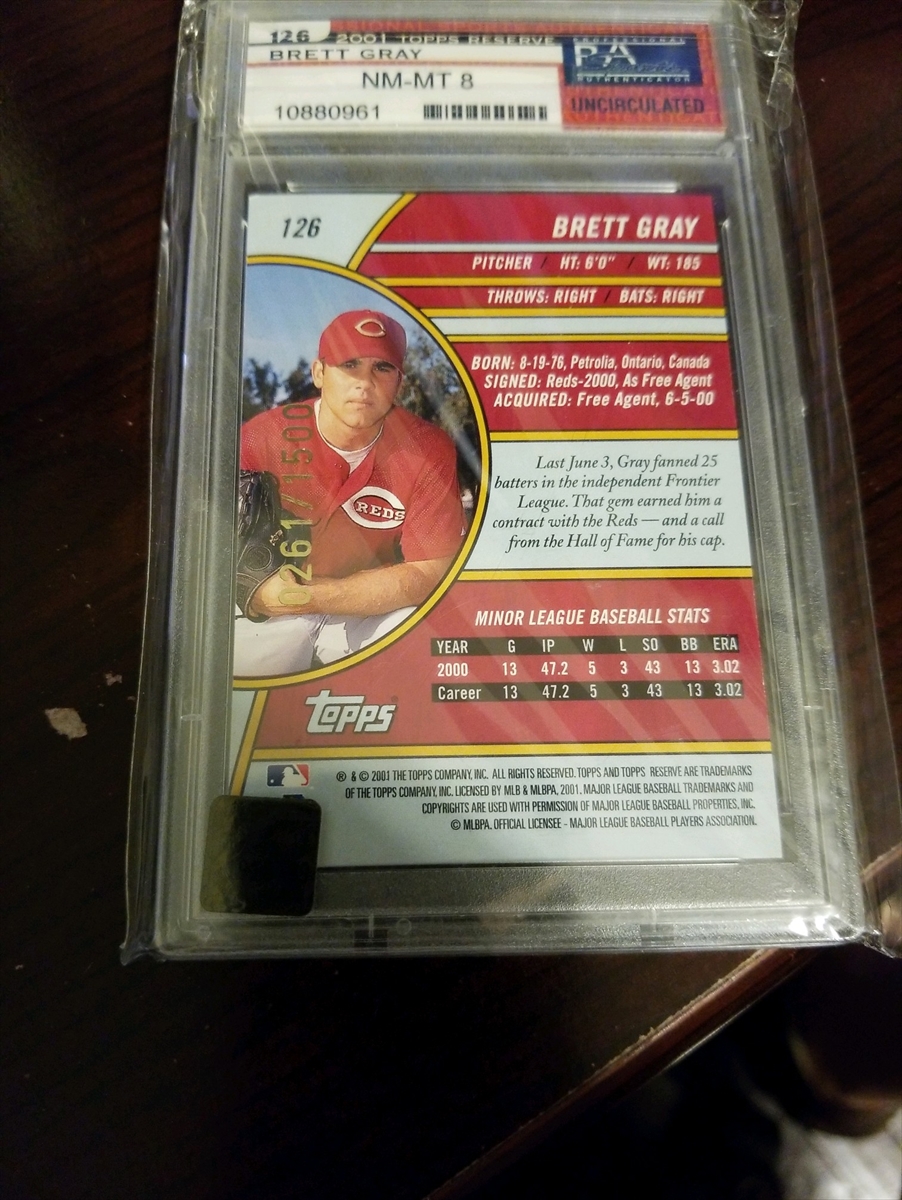 126 2001 TOPPS RESERVE
BRETT GRAY
NM-MT 8
10880961
PROFESSIONAL
PSA
AUTHENTICATOR
UNCIRCULATED
126
BRETT GRAY
PITCHER / HT: 6'0" / WT: 185
THROWS: RIGHT / BATS: RIGHT
BORN: 8-19-76, Petrolia, Ontario, Canada
SIGNED: Reds-2000, As Free Agent
ACQUIRED: Free Agent, 6-5-00
Last June 3, Gray fanned 25
batters in the independent Frontier
League. That gem earned him a
contract with the Reds — and a call
from the Hall of Fame for his cap.
REDS
0261/1500
MINOR LEAGUE BASEBALL STATS
YEAR G IP W L SO BB ERA
2000 13 47.2 5 3 43 13 3.02
Career 13 47.2 5 3 43 13 3.02
topps
® & © 2001 THE TOPPS COMPANY, INC. ALL RIGHTS RESERVED. TOPPS AND TOPPS RESERVE ARE TRADEMARKS
OF THE TOPPS COMPANY, INC. LICENSED BY MLB & MLBPA, 2001. MAJOR LEAGUE BASEBALL TRADEMARKS AND
COPYRIGHTS ARE USED WITH PERMISSION OF MAJOR LEAGUE BASEBALL PROPERTIES, INC.
© MLBPA. OFFICIAL LICENSEE - MAJOR LEAGUE BASEBALL PLAYERS ASSOCIATION.